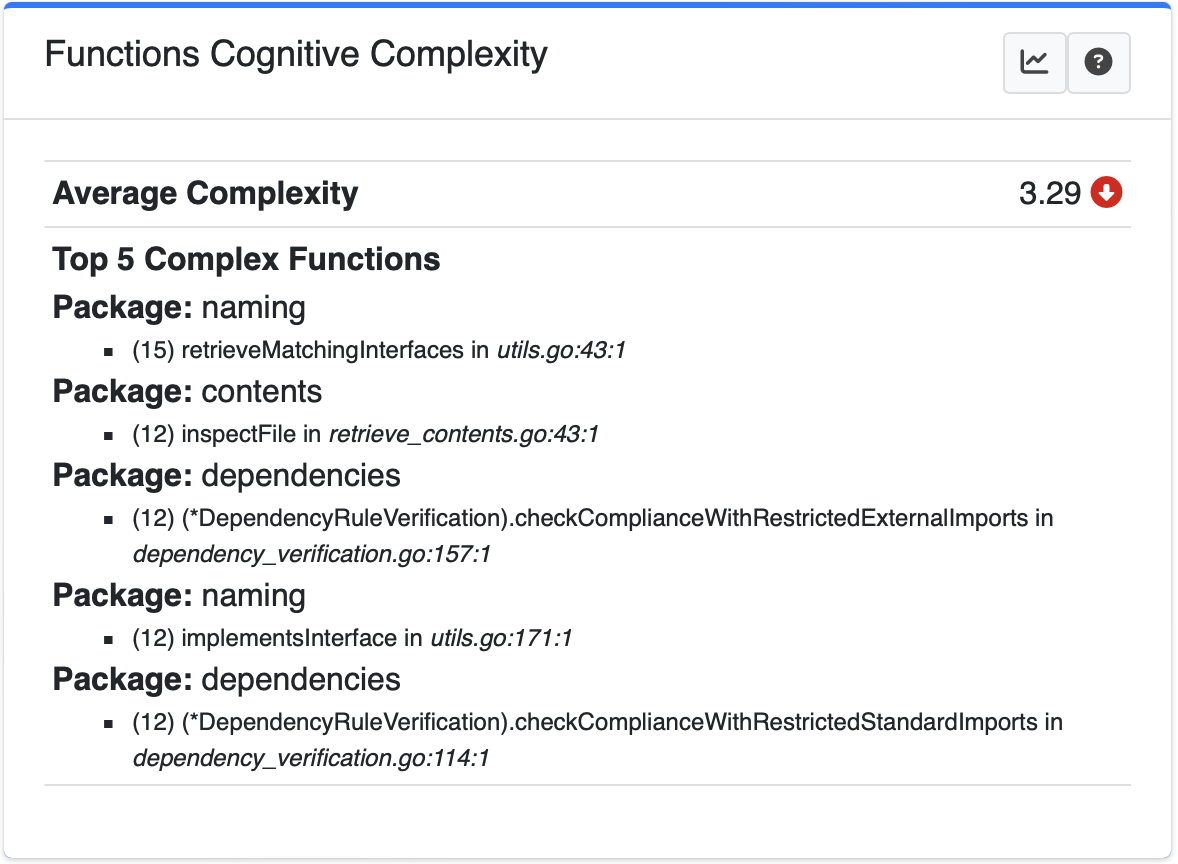 Functions Cognitive Complexity
?
Average Complexity 3.29
Top 5 Complex Functions
Package: naming
▪ (15) retrieveMatchingInterfaces in utils.go:43:1
Package: contents
▪ (12) inspectFile in retrieve_contents.go:43:1
Package: dependencies
▪ (12) (*DependencyRuleVerification).checkComplianceWithRestrictedExternalImports in
dependency_verification.go:157:1
Package: naming
▪ (12) implementsInterface in utils.go:171:1
Package: dependencies
▪ (12) (*DependencyRuleVerification).checkComplianceWithRestrictedStandardImports in
dependency_verification.go:114:1